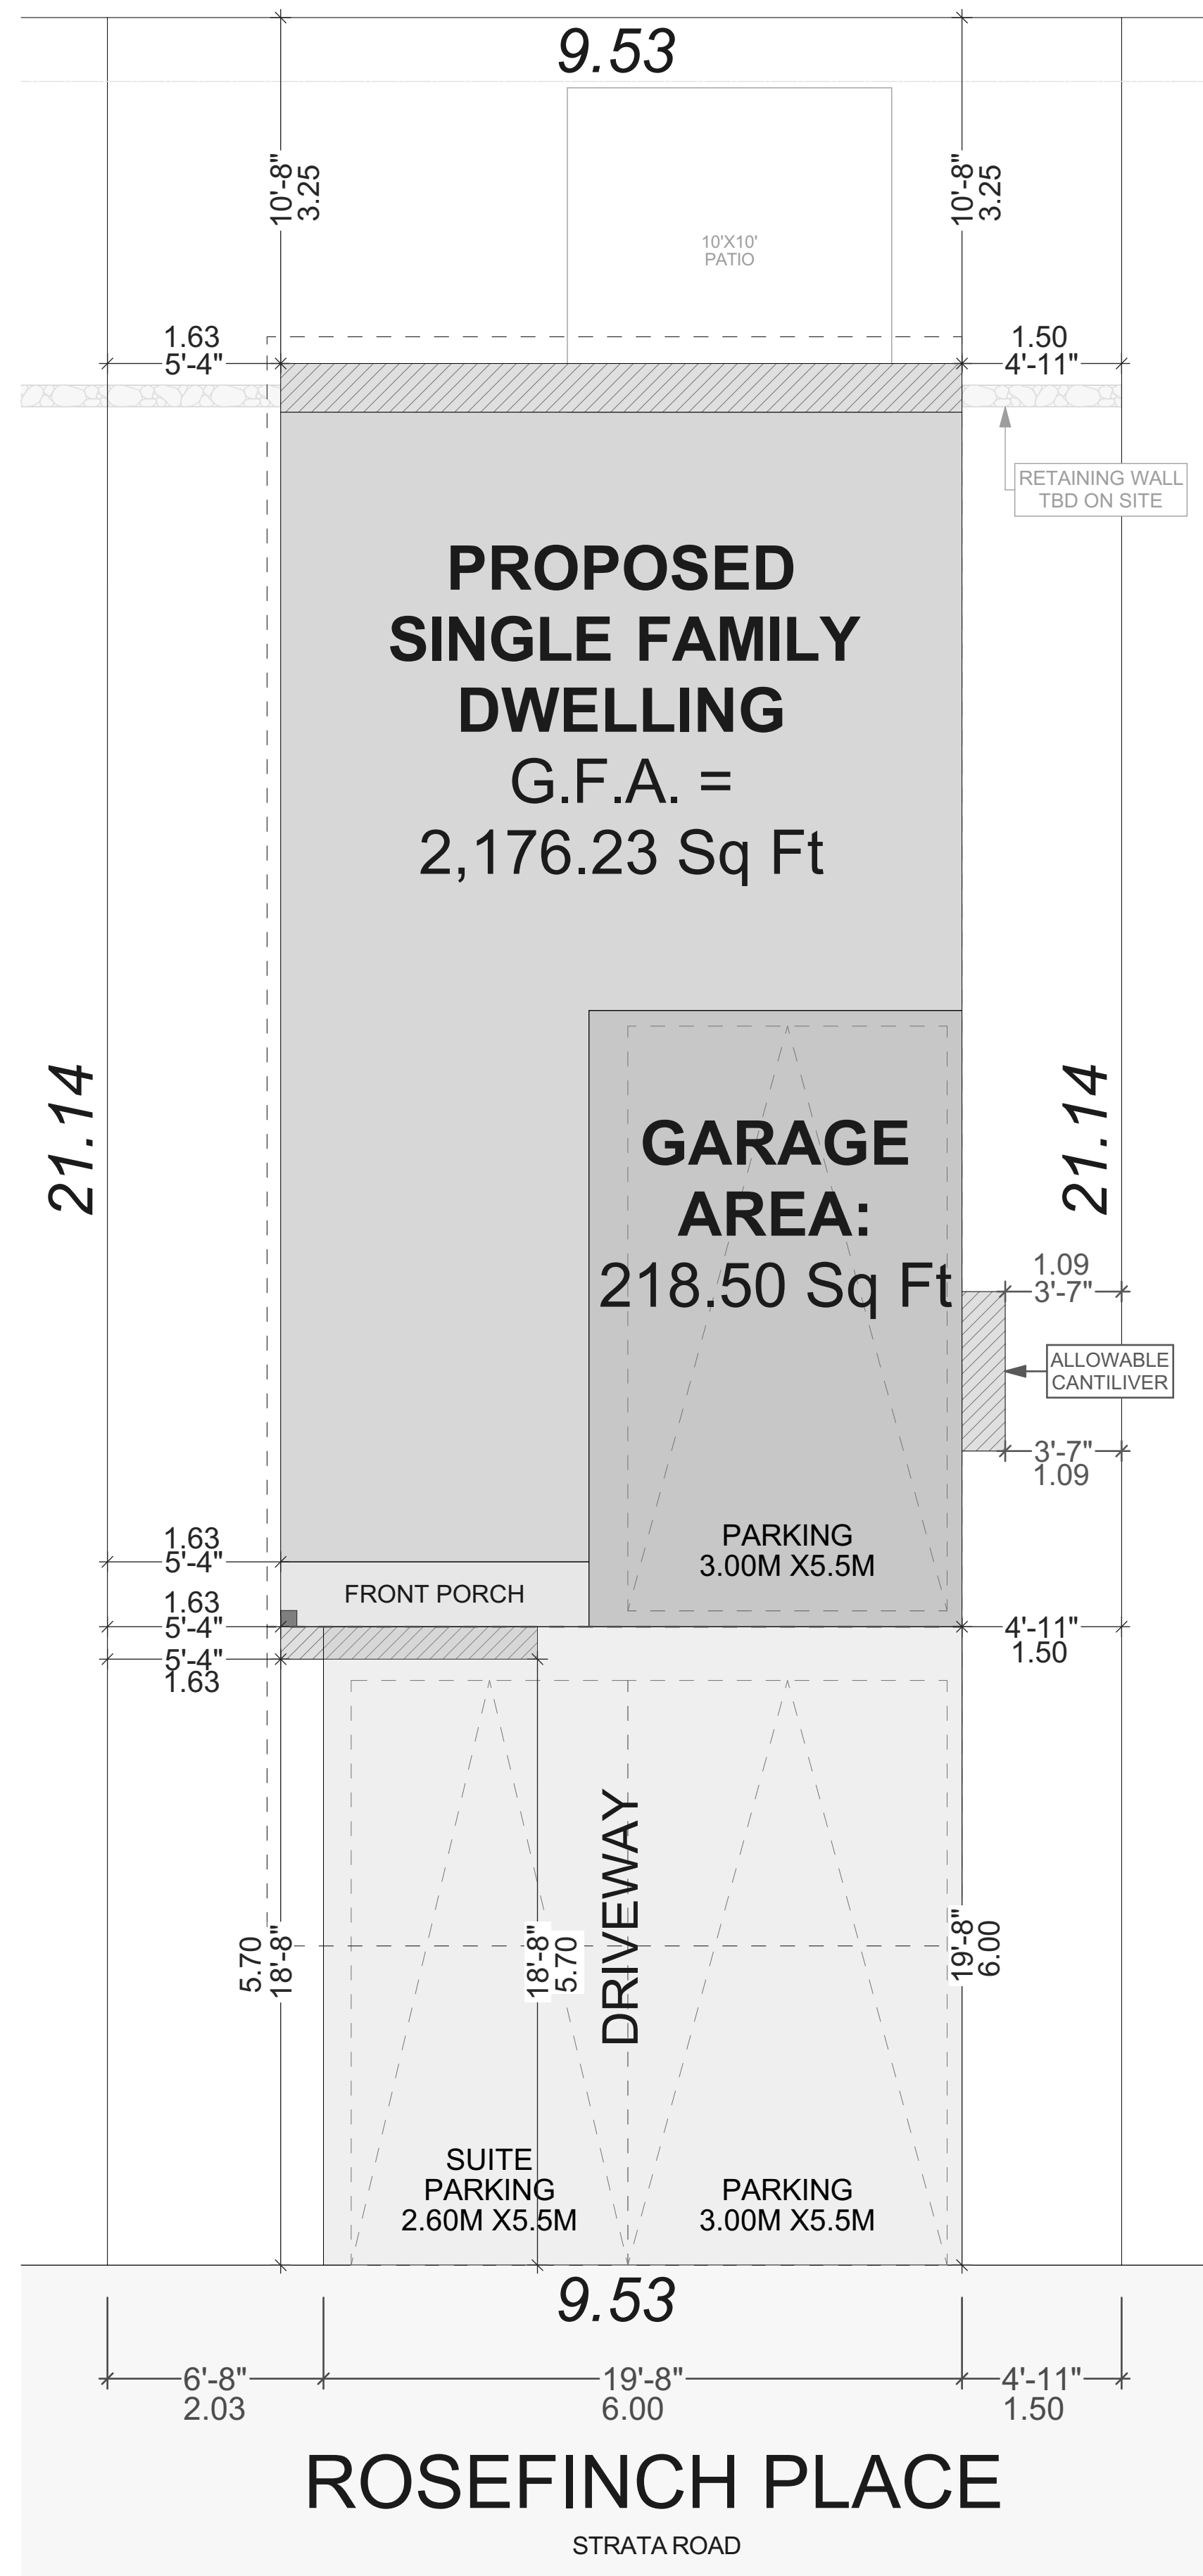 9.53
10'-8"
3.25
10'-8"
3.25
10'X10'
PATIO
1.63
5'-4"
1.50
4'-11"
RETAINING WALL
TBD ON SITE
PROPOSED
SINGLE FAMILY
DWELLING
G.F.A. =
2,176.23 Sq Ft
21.14
21.14
GARAGE
AREA:
218.50 Sq Ft
1.09
3'-7"
ALLOWABLE
CANTILIVER
3'-7"
1.09
PARKING
3.00M X5.5M
1.63
5'-4"
FRONT PORCH
1.63
5'-4"
4'-11"
1.50
5'-4"
1.63
DRIVEWAY
5.70
18'-8"
18'-8"
5.70
19'-8"
6.00
SUITE
PARKING
2.60M X5.5M
PARKING
3.00M X5.5M
9.53
6'-8"
2.03
19'-8"
6.00
4'-11"
1.50
ROSEFINCH PLACE
STRATA ROAD